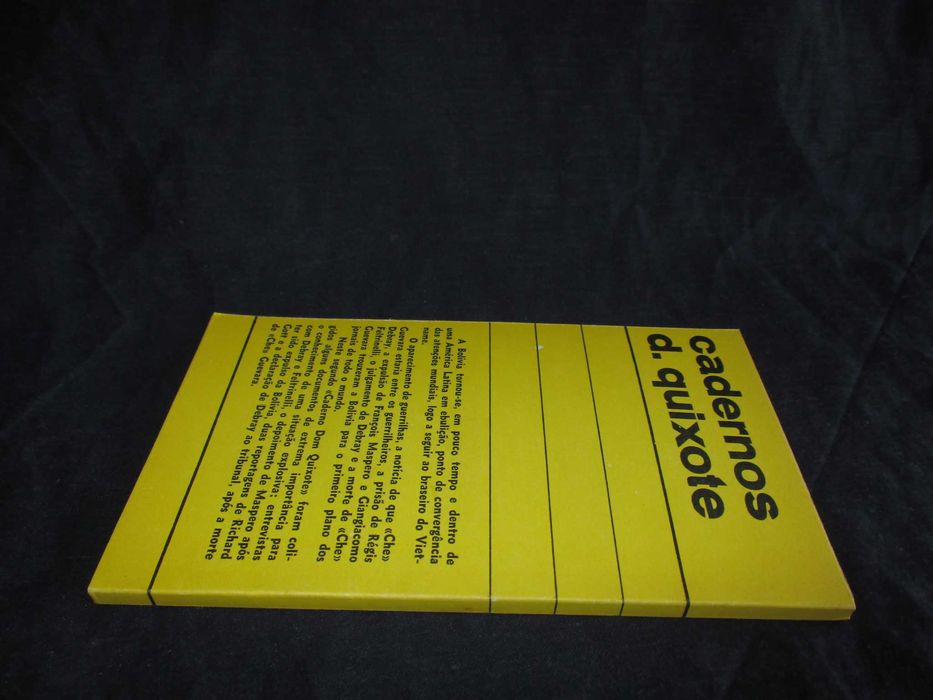 cadernos
d. quixote
A Bolívia tornou-se, em pouco tempo e dentro de
uma América Latina em ebulição, ponto de convergência
das atenções mundiais, logo a seguir ao braseiro do Viet-
name.
O aparecimento de guerrilhas, a notícia de que «Che»
Guevara estaria entre os guerrilheiros, a prisão de Régis
Debray, a expulsão de François Maspero e Giangiacomo
Feltrinelli, o julgamento de Debray e a morte de «Che»
Guevara trouxeram a Bolívia para o primeiro plano dos
jornais de todo o mundo.
Neste segundo «Caderno Dom Quixote» foram coli-
gidos alguns documentos de extrema importância para
o conhecimento de uma situação explosiva: entrevistas
com Debray e Feltrinelli, o depoimento de Maspero após
ter sido expulso da Bolívia, duas reportagens de Richard
Gott e a declaração de Debray ao tribunal, após a morte
de «Che» Guevara.